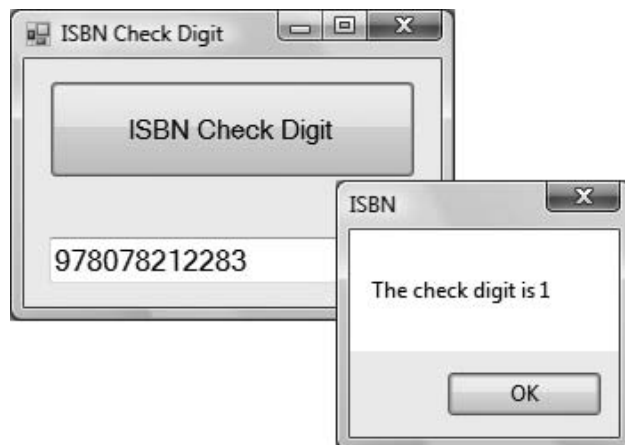 ISBN Check Digit
ISBN Check Digit
978078212283
ISBN
The check digit is 1
OK